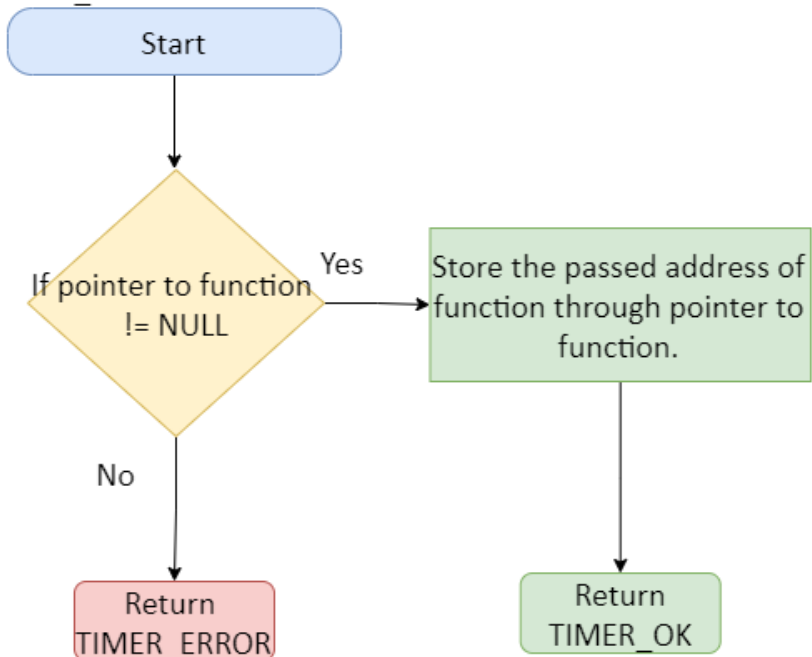 Start
If pointer to function
!= NULL
Yes
Store the passed address of
function through pointer to
function.
No
Return
TIMER_ERROR
Return
TIMER_OK